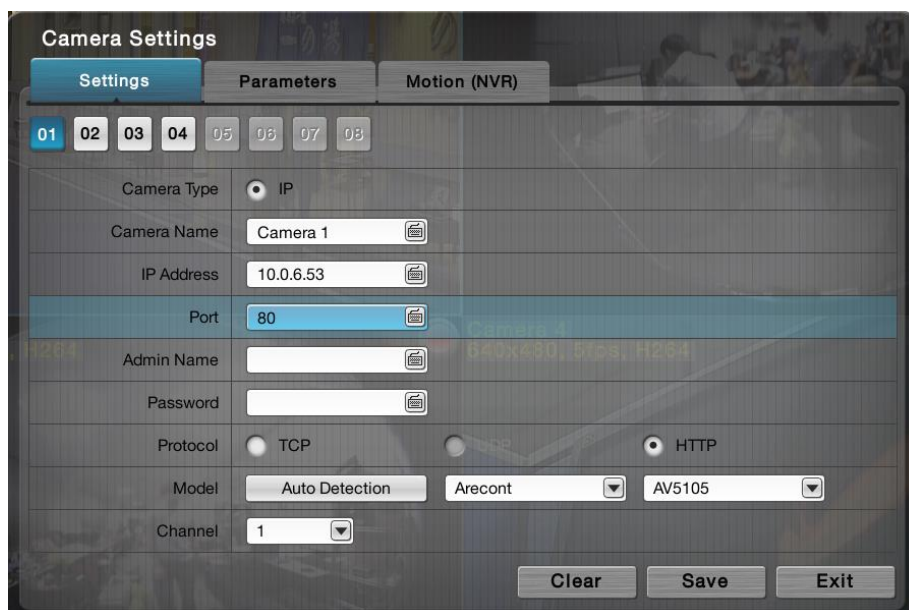 Camera Settings
Settings
Parameters
Motion (NVR)
01
02
03
04
05
06
07
08
Camera Type
IP
Camera Name
Camera 1
IP Address
10.0.6.53
Port
80
Camera 4
, H264
640x480, 5fps, H264
Admin Name
Password
Protocol
TCP
HTTP
Model
Auto Detection
Arecont
AV5105
Channel
1
Clear
Save
Exit